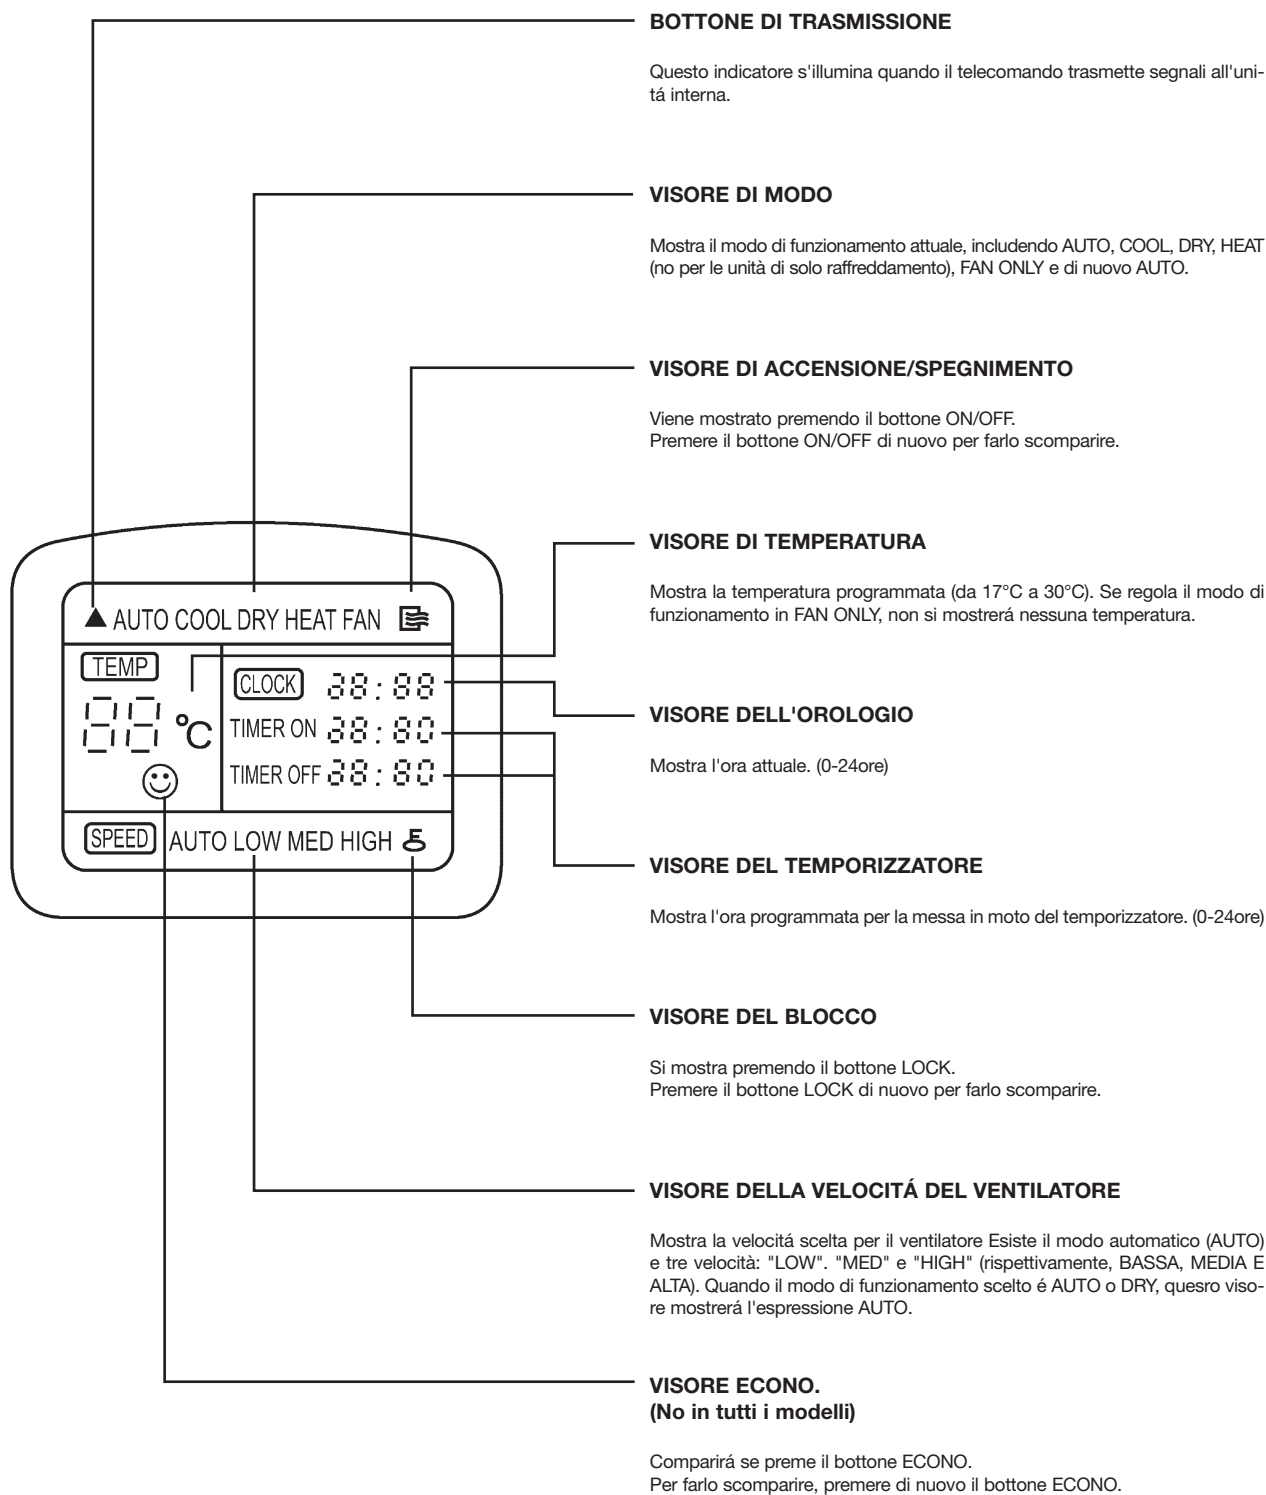 BOTTONE DI TRASMISSIONE
Questo indicatore s'illumina quando il telecomando trasmette segnali all'uni-
tá interna.
VISORE DI MODO
Mostra il modo di funzionamento attuale, includendo AUTO, COOL, DRY, HEAT
(no per le unità di solo raffreddamento), FAN ONLY e di nuovo AUTO.
VISORE DI ACCENSIONE/SPEGNIMENTO
Viene mostrato premendo il bottone ON/OFF.
Premere il bottone ON/OFF di nuovo per farlo scomparire.
VISORE DI TEMPERATURA
Mostra la temperatura programmata (da 17°C a 30°C). Se regola il modo di
funzionamento in FAN ONLY, non si mostrerá nessuna temperatura.
AUTO COOL DRY HEAT FAN
TEMP
88 °C
CLOCK 28:88
TIMER ON 28:80
TIMER OFF 28:80
SPEED AUTO LOW MED HIGH
VISORE DELL'OROLOGIO
Mostra l'ora attuale. (0-24ore)
VISORE DEL TEMPORIZZATORE
Mostra l'ora programmata per la messa in moto del temporizzatore. (0-24ore)
VISORE DEL BLOCCO
Si mostra premendo il bottone LOCK.
Premere il bottone LOCK di nuovo per farlo scomparire.
VISORE DELLA VELOCITÁ DEL VENTILATORE
Mostra la velocitá scelta per il ventilatore Esiste il modo automatico (AUTO)
e tre velocità: "LOW". "MED" e "HIGH" (rispettivamente, BASSA, MEDIA E
ALTA). Quando il modo di funzionamento scelto é AUTO o DRY, quesro viso-
re mostrerá l'espressione AUTO.
VISORE ECONO.
(No in tutti i modelli)
Comparirá se preme il bottone ECONO.
Per farlo scomparire, premere di nuovo il bottone ECONO.